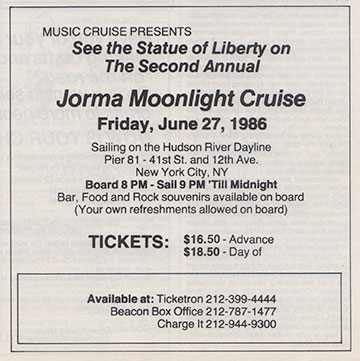 MUSIC CRUISE PRESENTS
See the Statue of Liberty on
The Second Annual
Jorma Moonlight Cruise
Friday, June 27, 1986
Sailing on the Hudson River Dayline
Pier 81 - 41st St. and 12th Ave.
New York City, NY
Board 8 PM - Sail 9 PM 'Till Midnight
Bar, Food and Rock souvenirs available on board
(Your own refreshments allowed on board)
TICKETS: $16.50 - Advance
$18.50 - Day of
Available at: Ticketron 212-399-4444
Beacon Box Office 212-787-1477
Charge It 212-944-9300